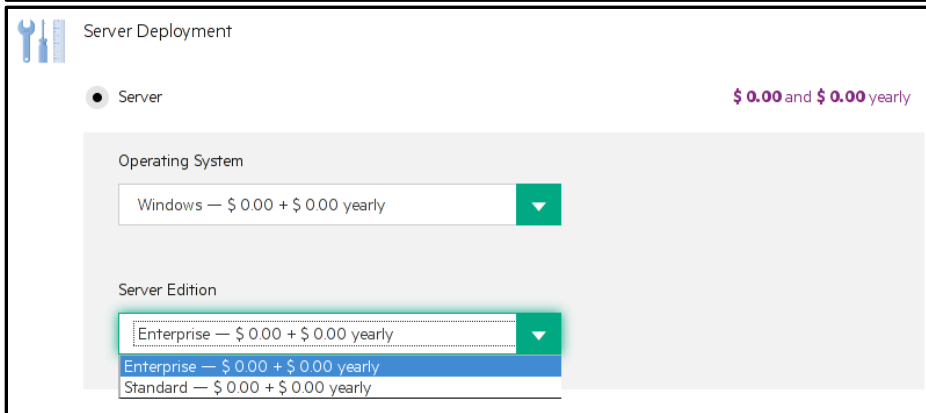 Server Deployment
Server
$ 0.00 and $ 0.00 yearly
Operating System
Windows — $ 0.00 + $ 0.00 yearly
Server Edition
Enterprise — $ 0.00 + $ 0.00 yearly
Enterprise — $ 0.00 + $ 0.00 yearly
Standard — $ 0.00 + $ 0.00 yearly